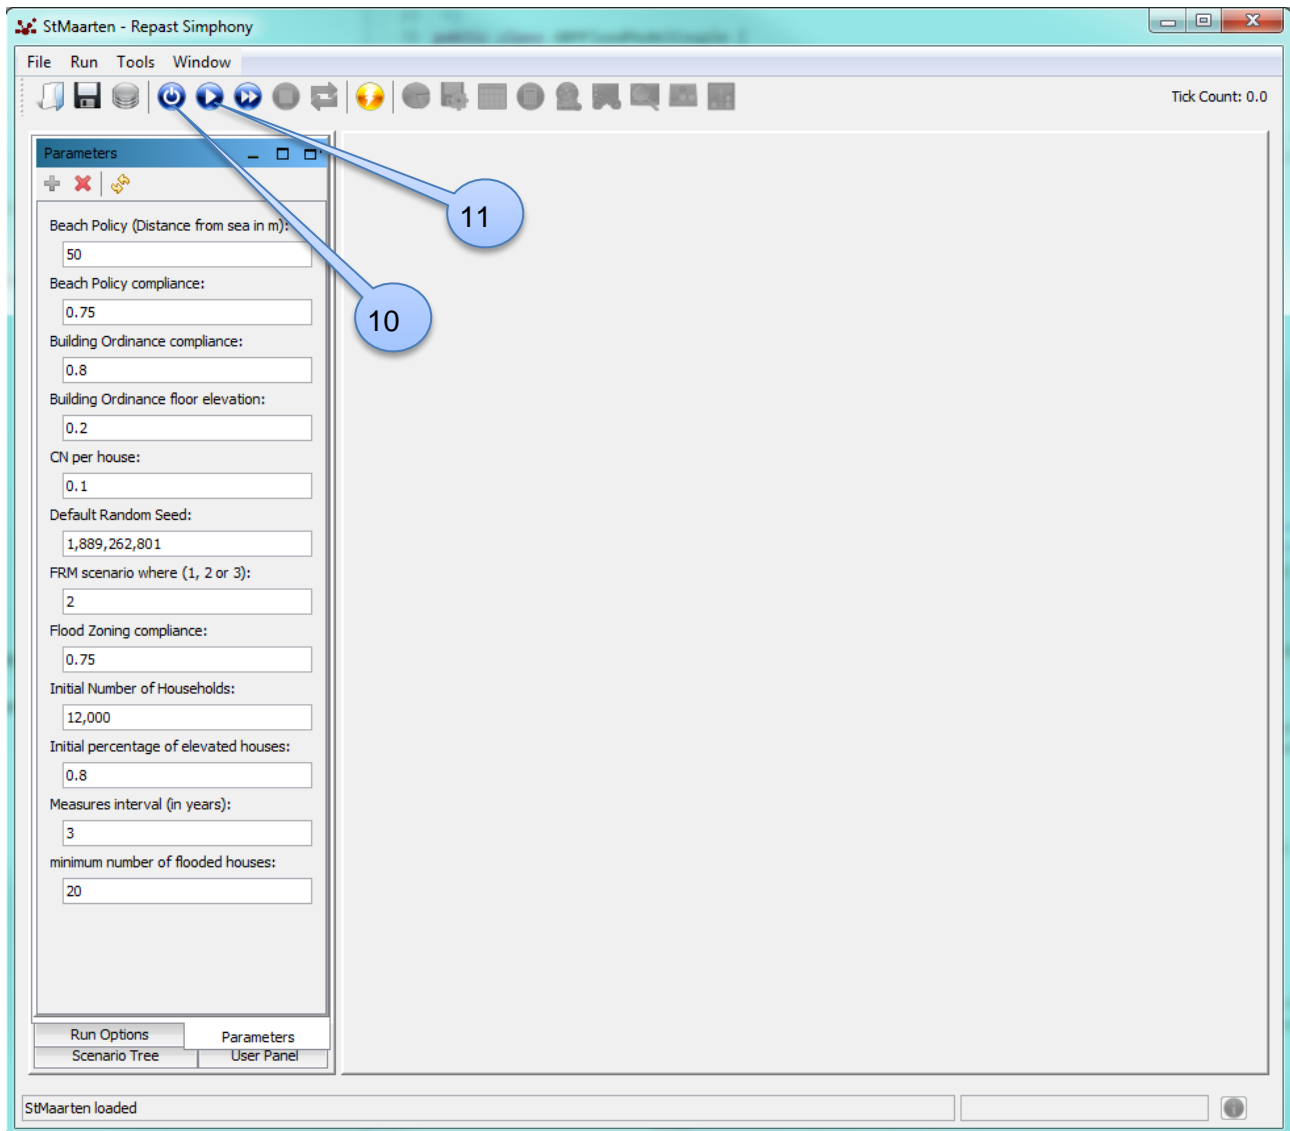 StMaarten - Repast Simphony
File Run Tools Window
Tick Count: 0.0
Parameters
11
Beach Policy (Distance from sea in m):
50
Beach Policy compliance:
0.75
10
Building Ordinance compliance:
0.8
Building Ordinance floor elevation:
0.2
CN per house:
0.1
Default Random Seed:
1,889,262,801
FRM scenario where (1, 2 or 3):
2
Flood Zoning compliance:
0.75
Initial Number of Households:
12,000
Initial percentage of elevated houses:
0.8
Measures interval (in years):
3
minimum number of flooded houses:
20
Run Options Parameters
Scenario Tree User Panel
StMaarten loaded